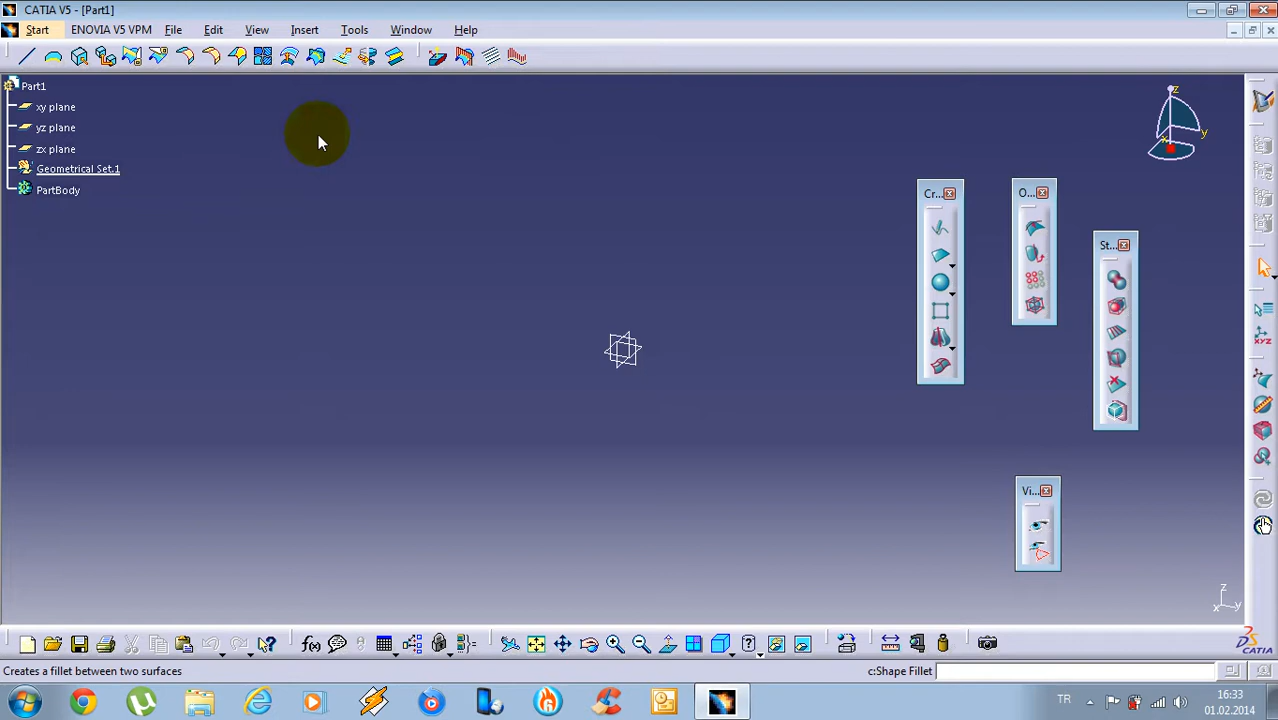 CATIA V5 - [Part1]
Start ENOVIA V5 VPM File Edit View Insert Tools Window Help
Part1
xy plane
yz plane
zx plane
Geometrical Set.1
PartBody
z
y
x
Cr...
O...
St...
Vi...
z
x y
Creates a fillet between two surfaces
c:Shape Fillet
CATIA
TR
16:33
01.02.2014